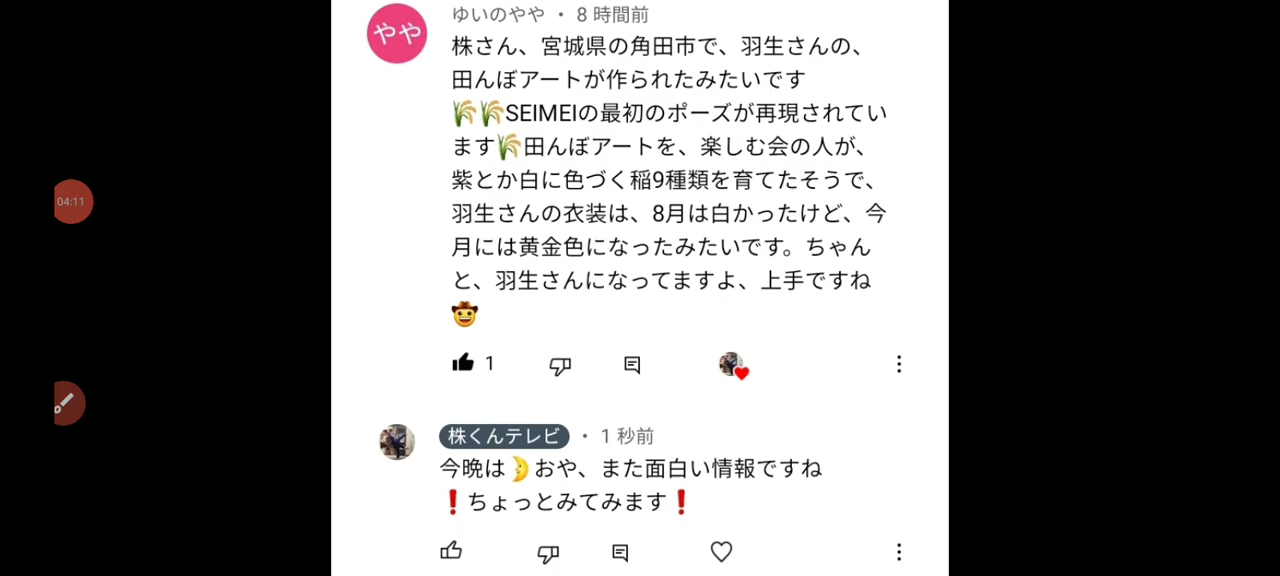 やや
ゆいのやや ・ 8 時間前
株さん、宮城県の角田市で、羽生さんの、
田んぼアートが作られたみたいです
🌾🌾SEIMEIの最初のポーズが再現されてい
ます🌾田んぼアートを、楽しむ会の人が、
紫とか白に色づく稲9種類を育てたそうで、
羽生さんの衣装は、8月は白かったけど、今
月には黄金色になったみたいです。ちゃん
と、羽生さんになってますよ、上手ですね
🤠
1
04:11
株くんテレビ ・ 1 秒前
今晩は🌛おや、また面白い情報ですね
❗ちょっとみてみます❗